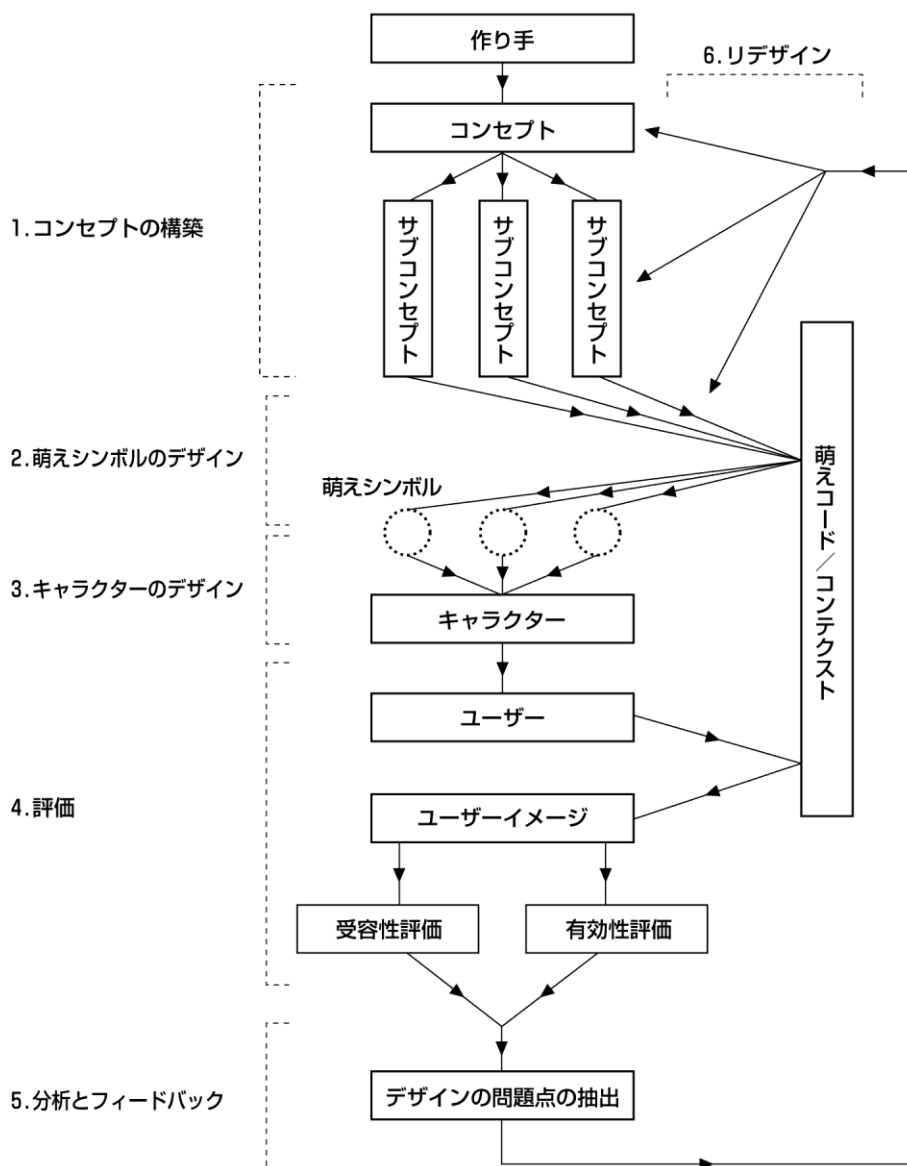 作り手
6.リデザイン
コンセプト
1.コンセプトの構築
サブコンセプト
サブコンセプト
サブコンセプト
2.萌えシンボルのデザイン
萌えシンボル
萌えコード／コンテクスト
3.キャラクターのデザイン
キャラクター
ユーザー
4.評価
ユーザーイメージ
受容性評価
有効性評価
5.分析とフィードバック
デザインの問題点の抽出